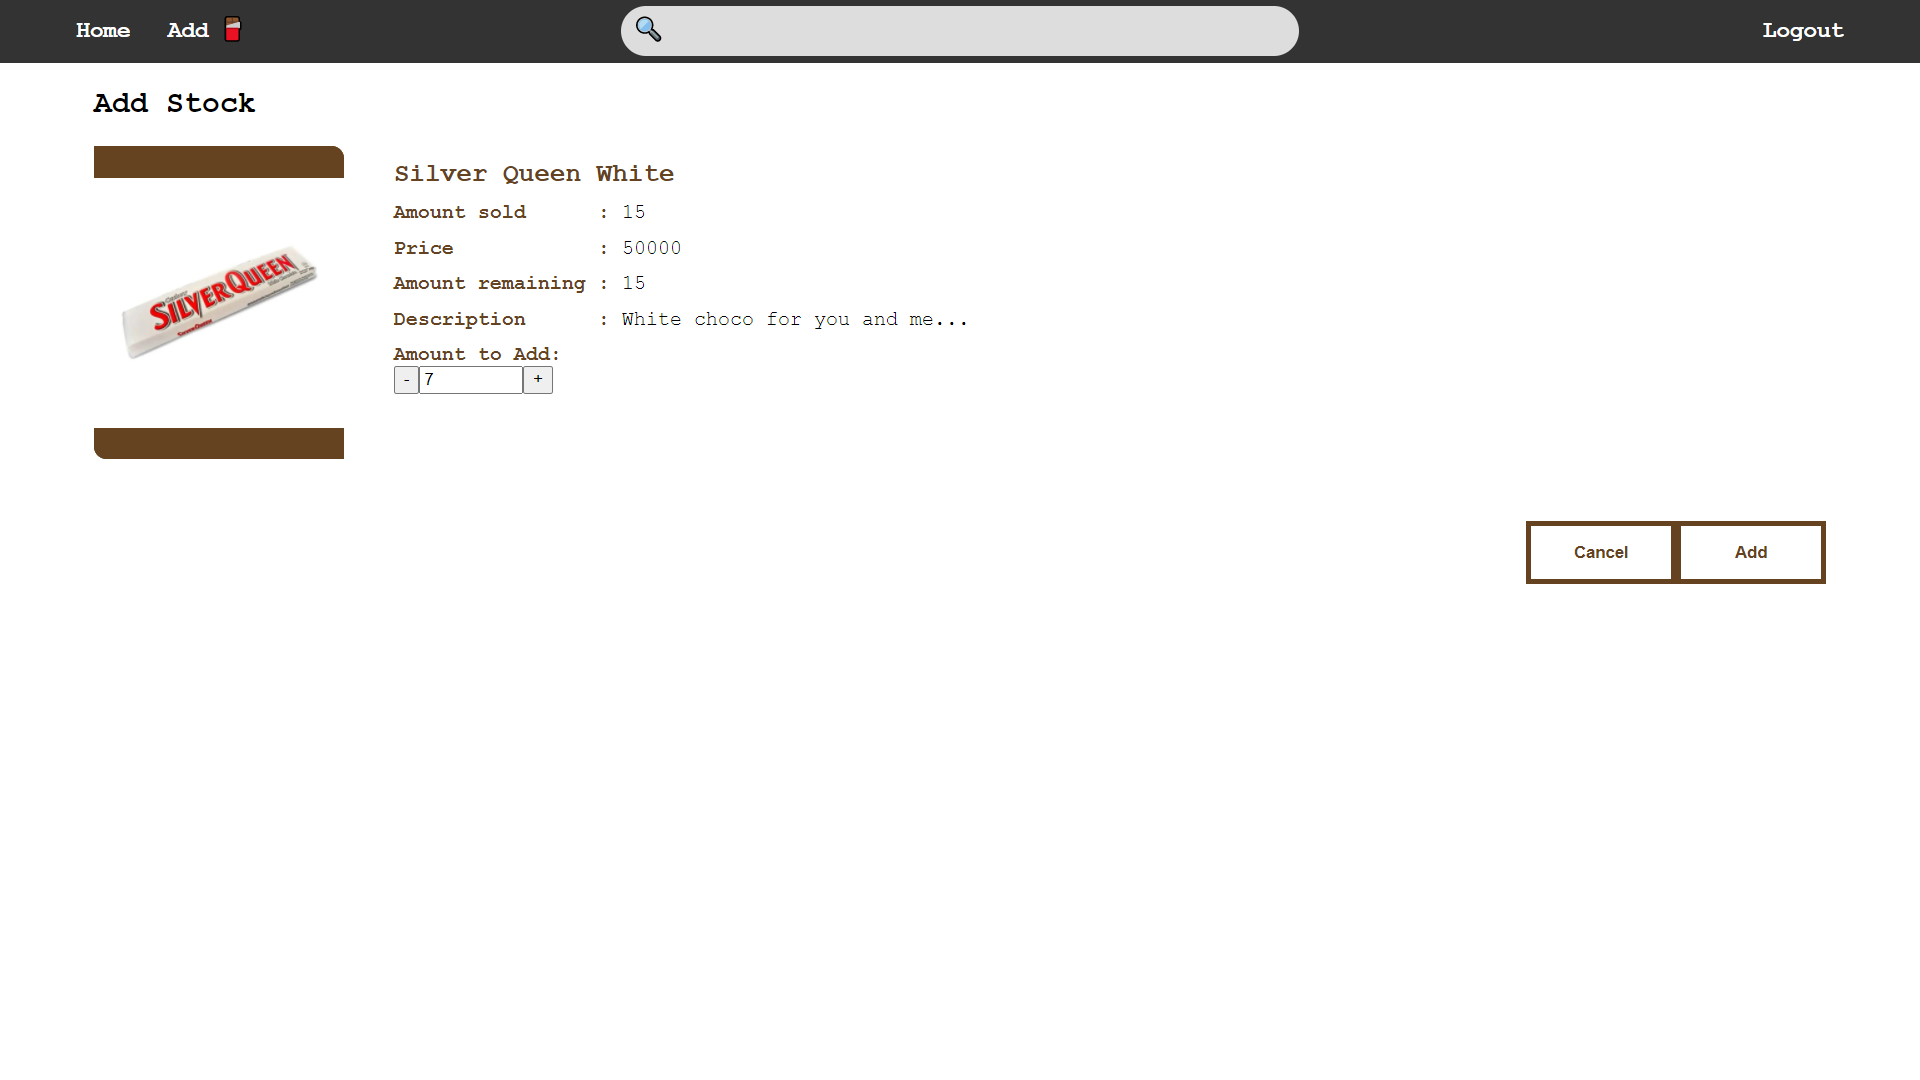 Home Add Logout
Add Stock
SILVERQUEEN
Silver Queen White
Amount sold : 15
Price : 50000
Amount remaining : 15
Description : White choco for you and me...
Amount to Add:
- 7 +
Cancel Add